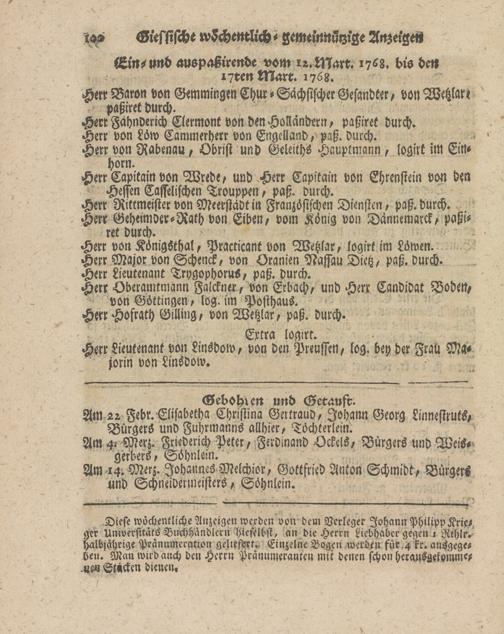 100 Giessische wöchentlich-gemeinnützige Anzeigen
Ein- und auspaßirende vom 12. Mart. 1768. bis den
17ten Mart. 1768.
Herr Baron von Gemmingen Chur-Sächsischer Gesandter, von Wetzlar,
paßiret durch.
Herr Fähnderich Clermont von den Holländern, paßiret durch.
Herr von Löw Cammerherr von Engelland, paß. durch.
Herr von Rabenau, Obrist und Geleiths Hauptmann, logirt im Ein-
horn.
Herr Capitain von Wrede, und Herr Capitain von Ehrenstein von den
Hessen Casselischen Trouppen, paß. durch.
Herr Rittmeister von Meerstädt in Französischen Diensten, paß. durch.
Herr Geheimder-Rath von Eiben, vom König von Dännemarck, paßi-
ret durch.
Herr von Königsthal, Practicant von Wetzlar, logirt im Löwen.
Herr Major von Schenck, von Oranien Nassau Dietz, paß. durch.
Herr Lieutenant Trygophorus, paß. durch.
Herr Oberamtmann Falckner, von Erbach, und Herr Candidat Boden,
von Göttingen, log. im Posthaus.
Herr Hofrath Gilling, von Wetzlar, paß. durch.
Extra logirt.
Herr Lieutenant von Linsdow, von den Preussen, log. bey der Frau Ma-
jorin von Linsdow.
Gebohren und Getauft.
Am 22 Febr. Elisabetha Christina Gertraud, Johann Georg Linnestruts,
Bürgers und Fuhrmanns allhier, Töchterlein.
Am 4. Merz. Friederich Peter, Ferdinand Ockels, Bürgers und Weis-
gerbers, Söhnlein.
Am 14. Merz. Johannes Melchior, Gottfried Anton Schmidt, Bürgers
und Schneidermeisters, Söhnlein.
Diese wöchentliche Anzeigen werden von dem Verleger Johann Philipp Krie-
ger Universitäts Buchhändlern hieselbst, an die Herrn Liebhaber gegen 1 Rthlr.
halbjährige Pränumeration geliefert. Einzelne Bogen werden für 4 kr. ausgege-
ben. Man wird auch den Herrn Pränumeranten mit denen schon herausgekomme-
nen Stücken dienen.